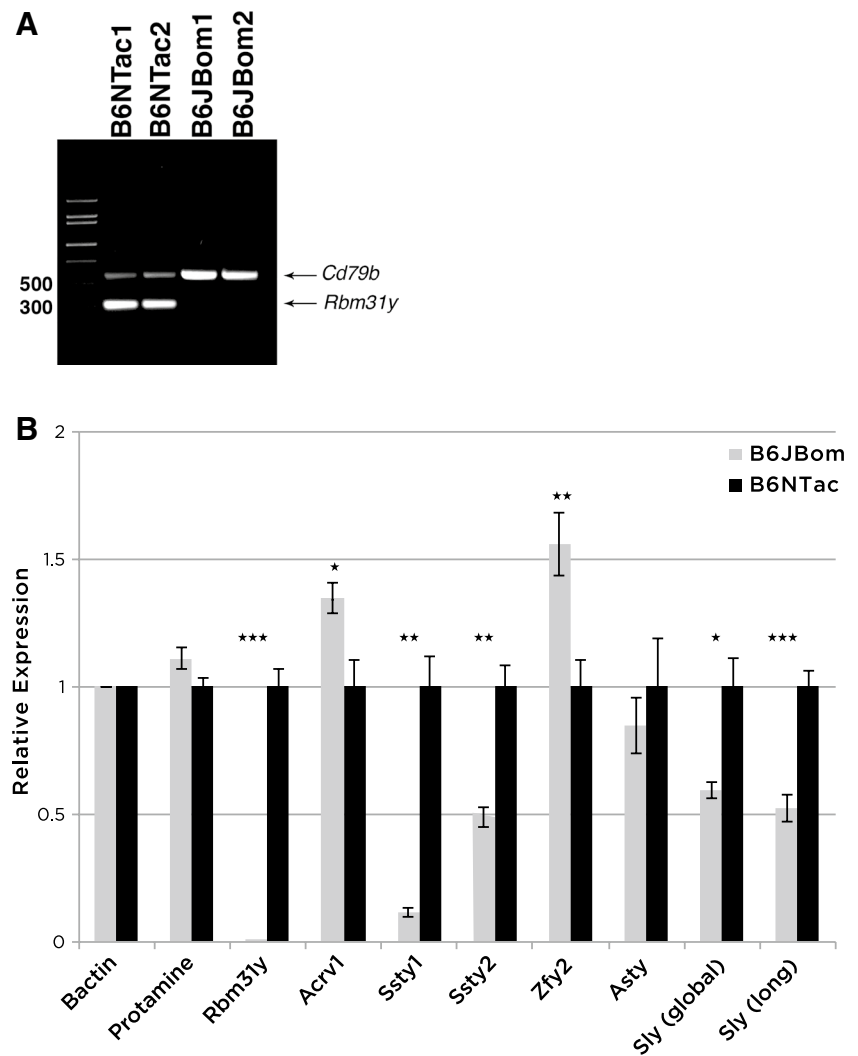 A
B6NTac1
B6NTac2
B6JBom1
B6JBom2
500
300
Cd79b
Rbm31y
B
2
1.5
1
0.5
0
Relative Expression
B6JBom
B6NTac
*
**
***
**
**
*
***
Bactin
Protamine
Rbm31y
Acrv1
Ssty1
Ssty2
Zfy2
Asty
Sly (global)
Sly (long)